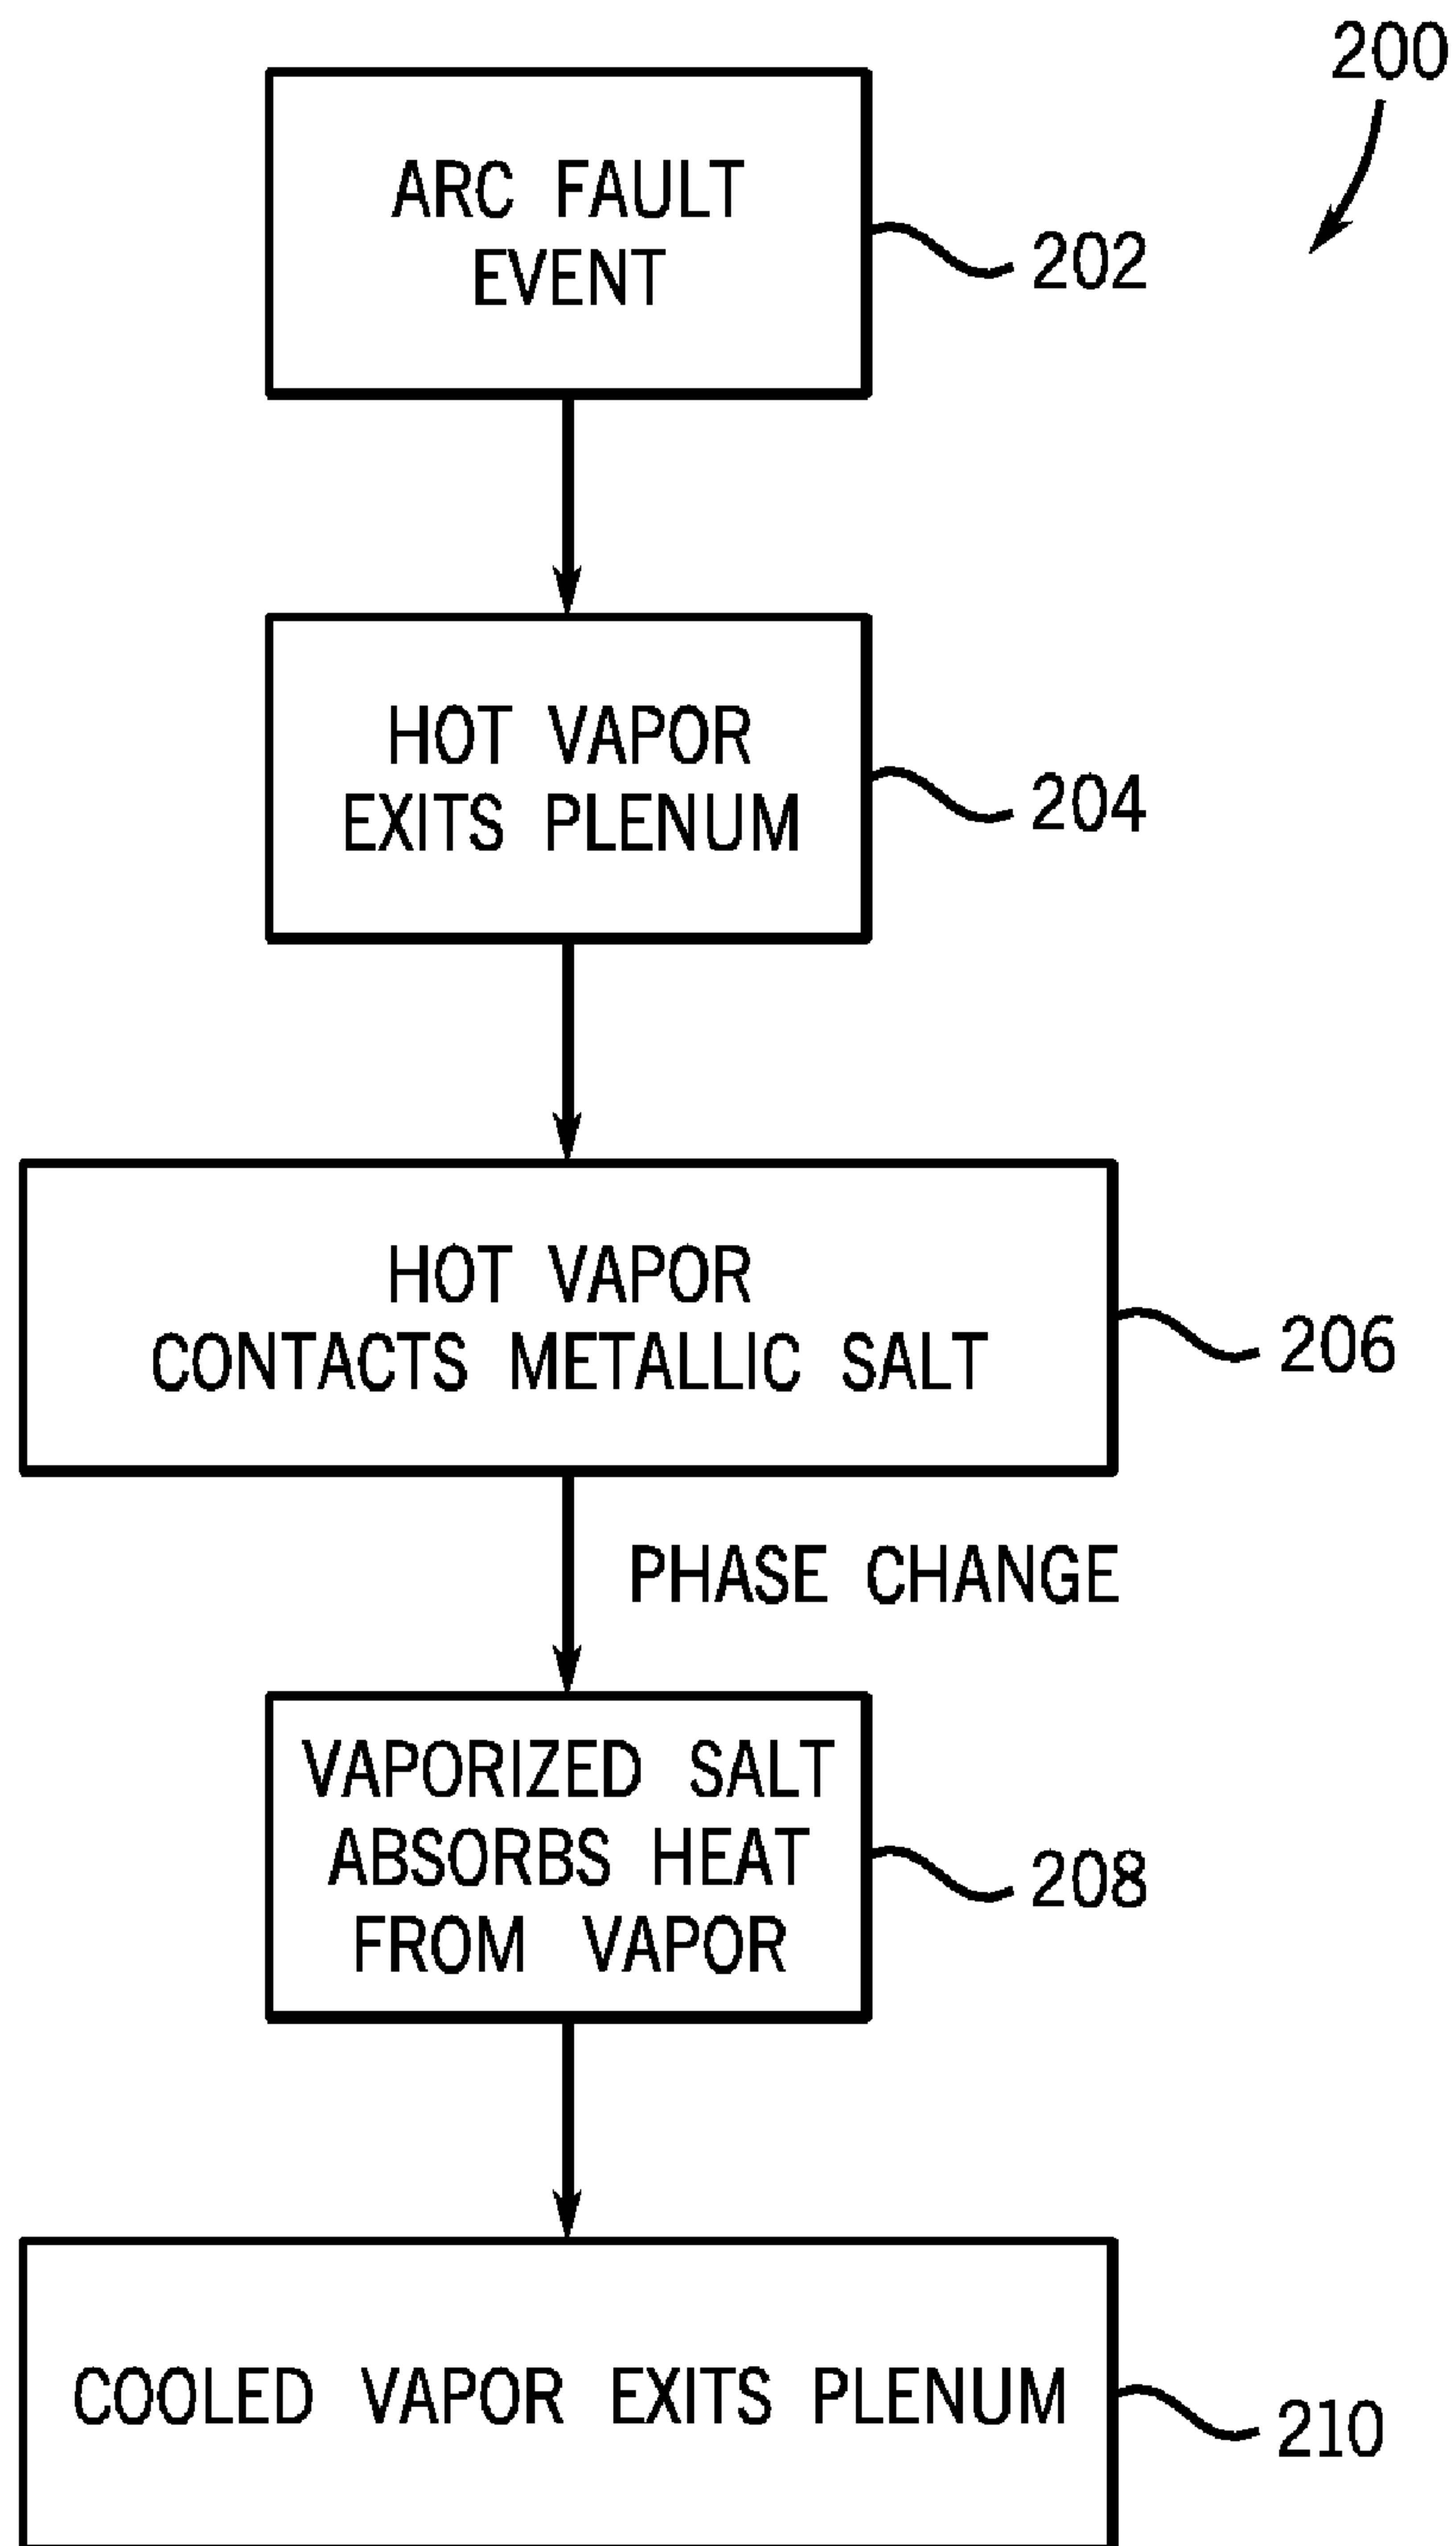 200
ARC FAULT
EVENT
202
HOT VAPOR
EXITS PLENUM
204
HOT VAPOR
CONTACTS METALLIC SALT
206
PHASE CHANGE
VAPORIZED SALT
ABSORBS HEAT
FROM VAPOR
208
COOLED VAPOR EXITS PLENUM
210